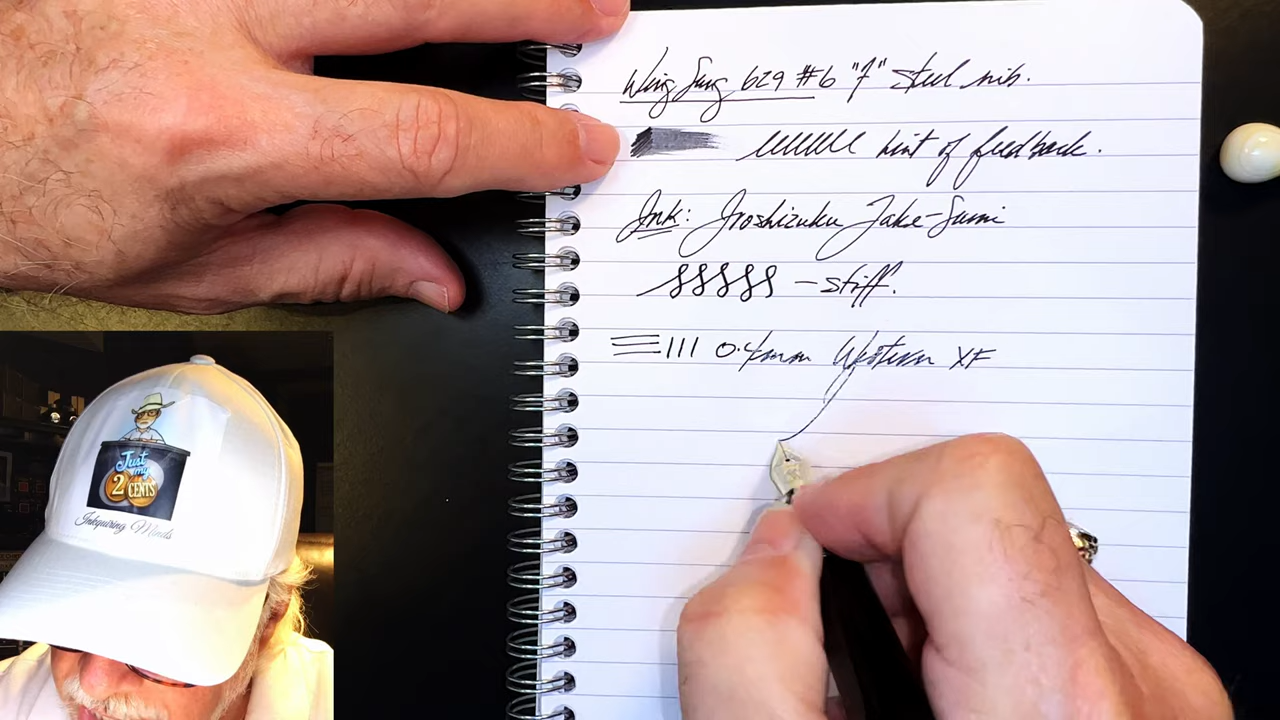 Wing Sung 629 #6 "f" steel nib.
hint of feedback.
Ink: Iroshizuku Take-Sumi
- stiff.
0.4mm Western XF
Just
my
2 CENTS
Inkquiring Minds